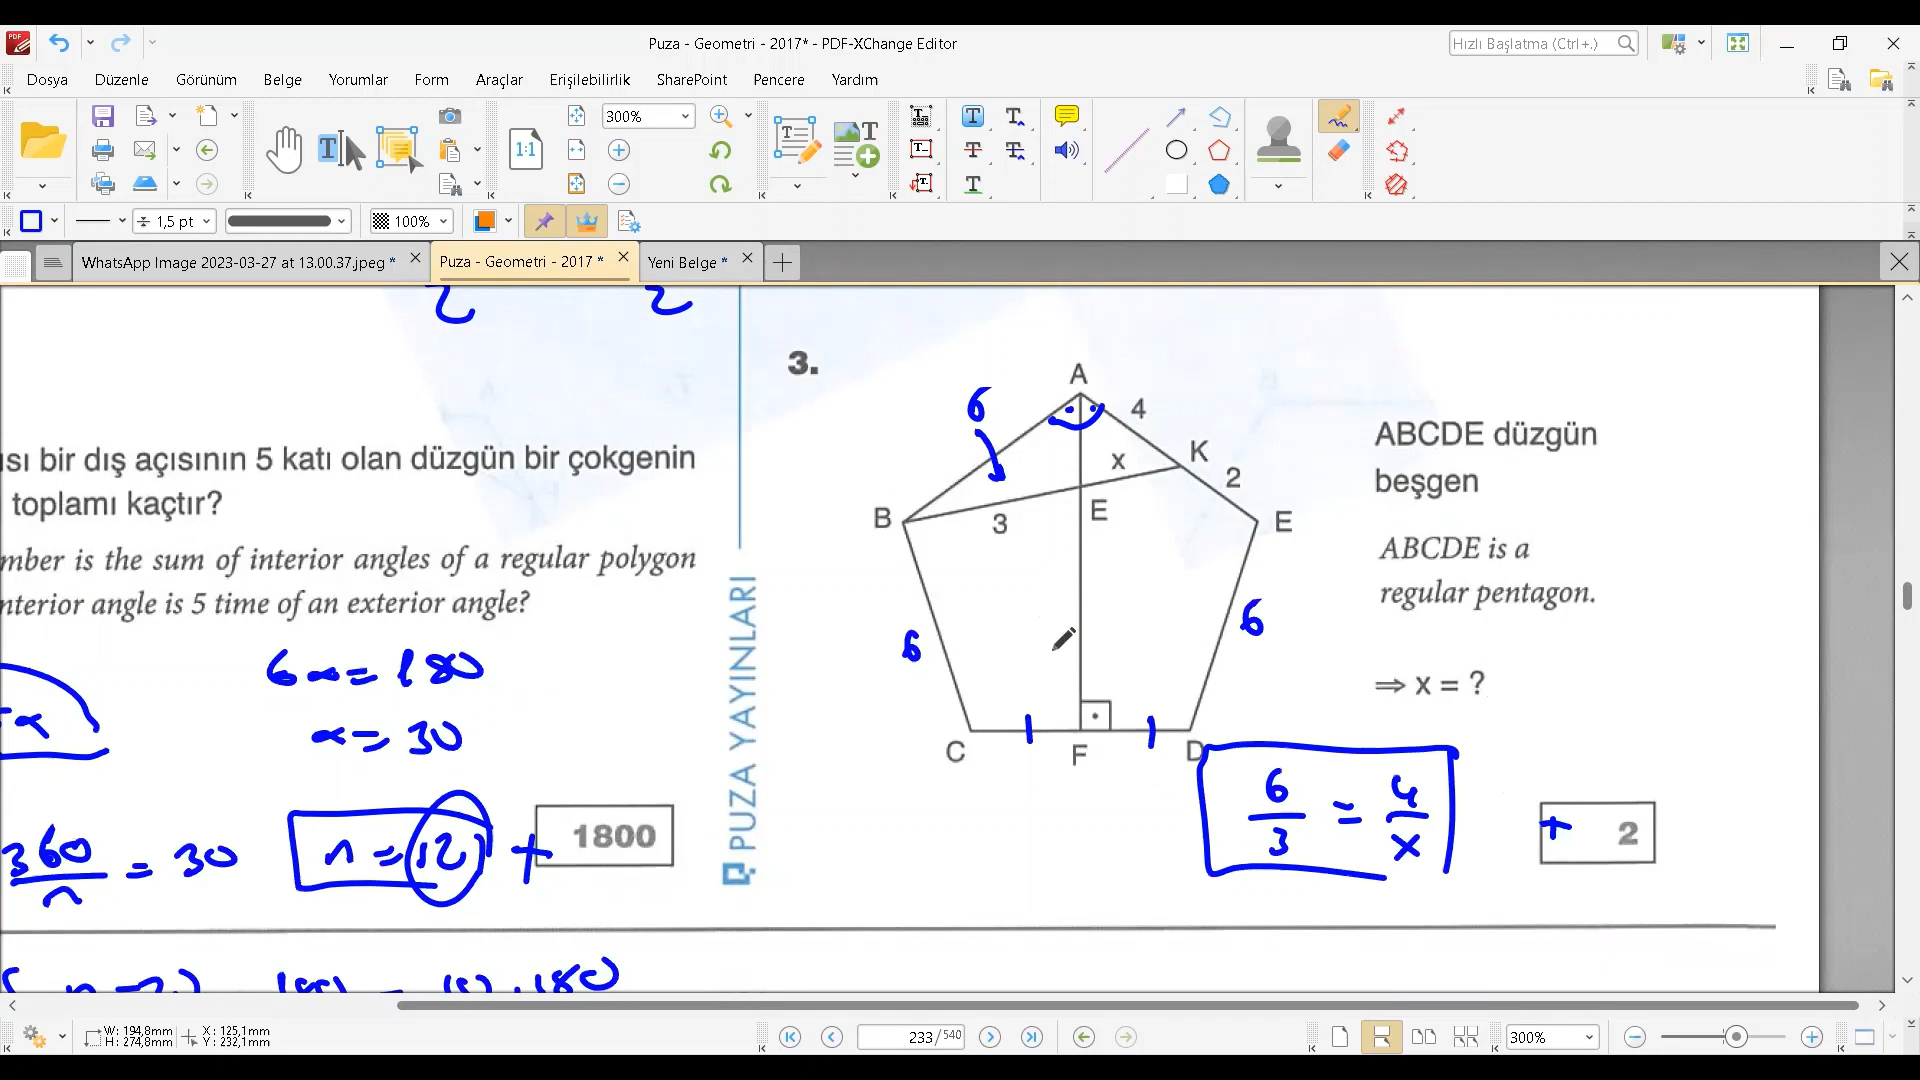 Puza - Geometri - 2017* - PDF-XChange Editor
Hızlı Başlatma (Ctrl+.)
Dosya Düzenle Görünüm Belge Yorumlar Form Araçlar Erişilebilirlik SharePoint Pencere Yardım
300%
1:1
1,5 pt
100%
WhatsApp Image 2023-03-27 at 13.00.37.jpeg *
Puza - Geometri - 2017 *
Yeni Belge *
2 2
ısı bir dış açısının 5 katı olan düzgün bir çokgenin
toplamı kaçtır?
mber is the sum of interior angles of a regular polygon
nterior angle is 5 time of an exterior angle?
6α = 180
α = 30
360/n = 30
n = 12
+ 1800
PUZA YAYINLARI
3.
A
6
4
K
x
2
B
3
E
E
6
6
C
F
D
ABCDE düzgün
beşgen
ABCDE is a
regular pentagon.
⇒ x = ?
6/3 = 4/x
+ 2
W: 194,8mm
H: 274,8mm
X: 125,1mm
Y: 232,1mm
233 / 540
300%